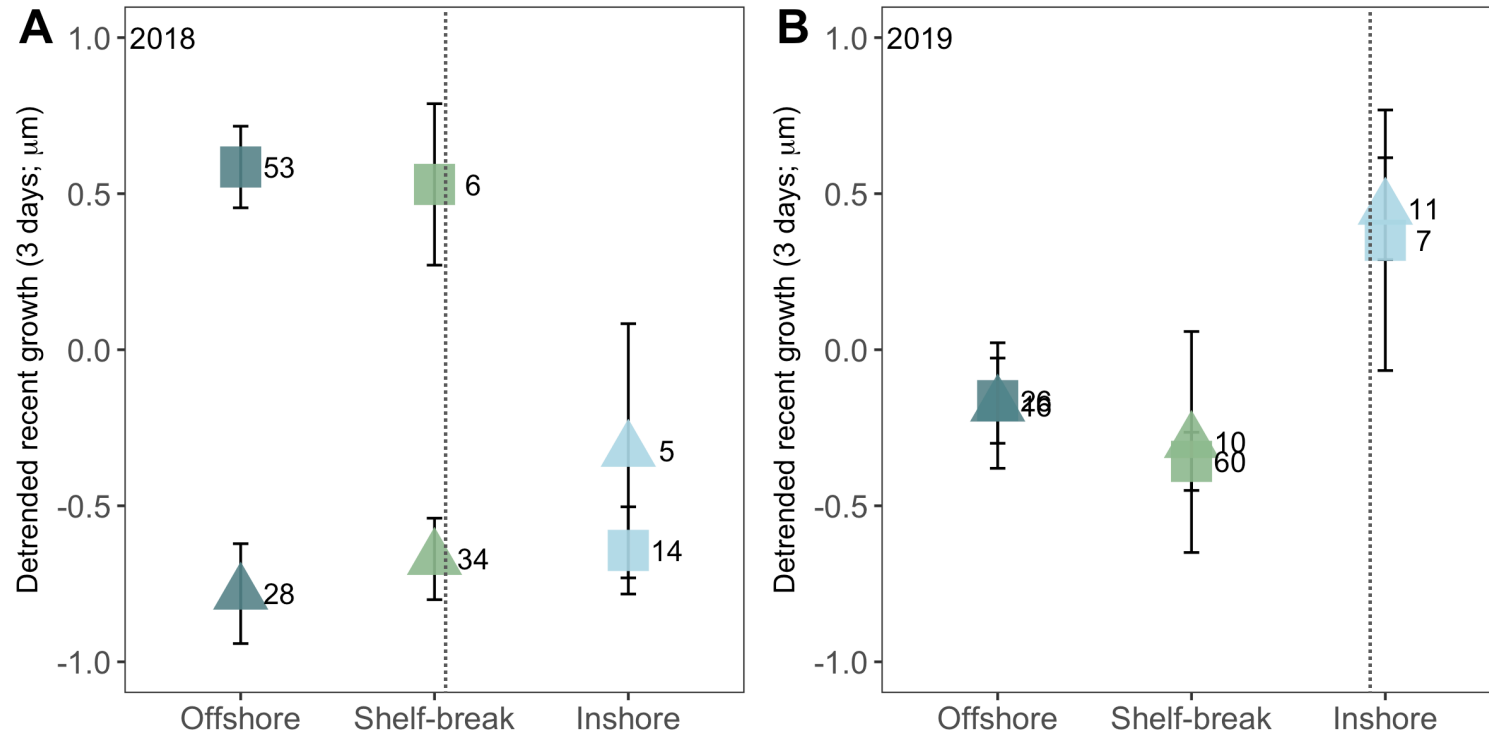 A
2018
Detrended recent growth (3 days; μm)
1.0
0.5
0.0
-0.5
-1.0
53
6
5
14
34
28
Offshore
Shelf-break
Inshore
B
2019
Detrended recent growth (3 days; μm)
1.0
0.5
0.0
-0.5
-1.0
11
7
26
10
60
Offshore
Shelf-break
Inshore